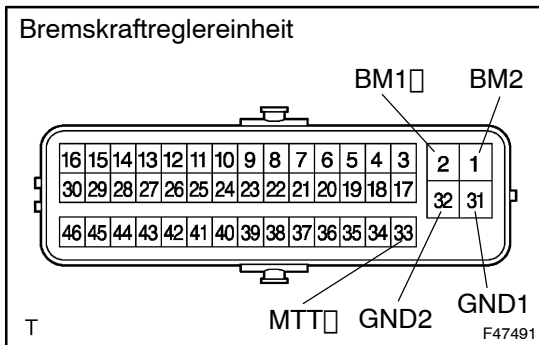 Bremskraftreglereinheit
BM1□ BM2
16 15 14 13 12 11 10 9 8 7 6 5 4 3 2 1
30 29 28 27 26 25 24 23 22 21 20 19 18 17 32 31
46 45 44 43 42 41 40 39 38 37 36 35 34 33
MTT□ GND2 GND1
T F47491